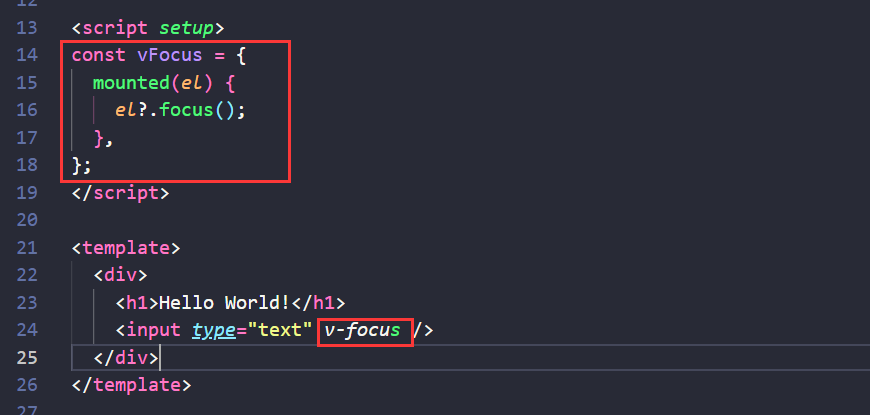 12
13 <script setup>
14 const vFocus = {
15   mounted(el) {
16     el?.focus();
17   },
18 };
19 </script>
20
21 <template>
22   <div>
23     <h1>Hello World!</h1>
24     <input type="text" v-focus />
25   </div>
26 </template>
27